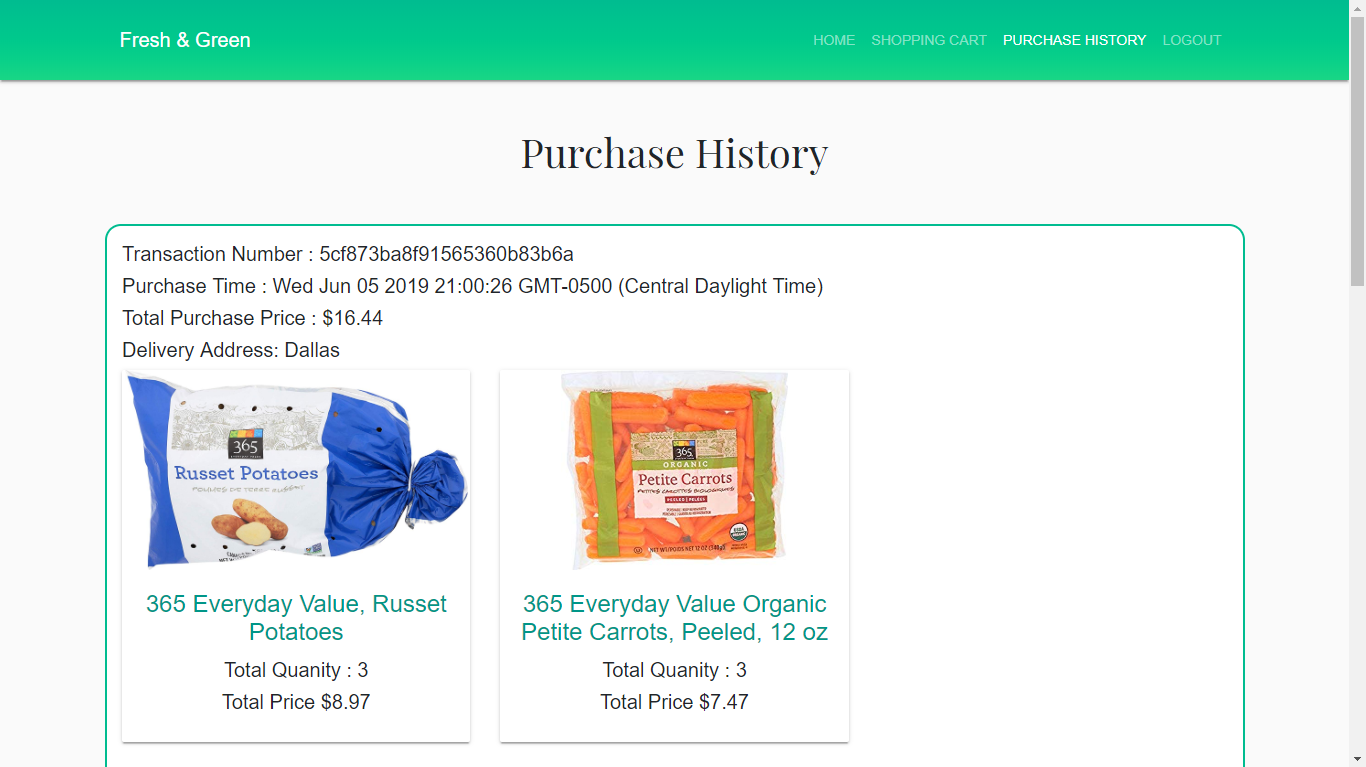 Fresh & Green
HOME SHOPPING CART PURCHASE HISTORY LOGOUT
Purchase History
Transaction Number : 5cf873ba8f91565360b83b6a
Purchase Time : Wed Jun 05 2019 21:00:26 GMT-0500 (Central Daylight Time)
Total Purchase Price : $16.44
Delivery Address: Dallas
365
Russet Potatoes
POMMES DE TERRE RUSSET
365
ORGANIC
Petite Carrots
PETITES CAROTTES BIOLOGIQUES
PEELED | PELÉES
USDA
ORGANIC
NET WT/POIDS NET 12 OZ (340g)
365 Everyday Value, Russet
Potatoes
Total Quanity : 3
Total Price $8.97
365 Everyday Value Organic
Petite Carrots, Peeled, 12 oz
Total Quanity : 3
Total Price $7.47